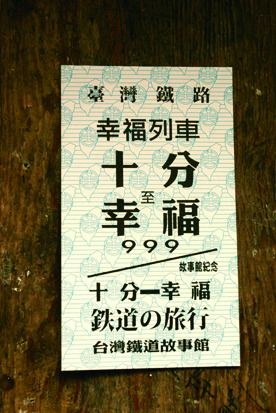 臺灣鐵路
幸福列車
十分
至
幸福
999
故事館紀念
十分━幸福
鉄道の旅行
台灣鐵道故事館